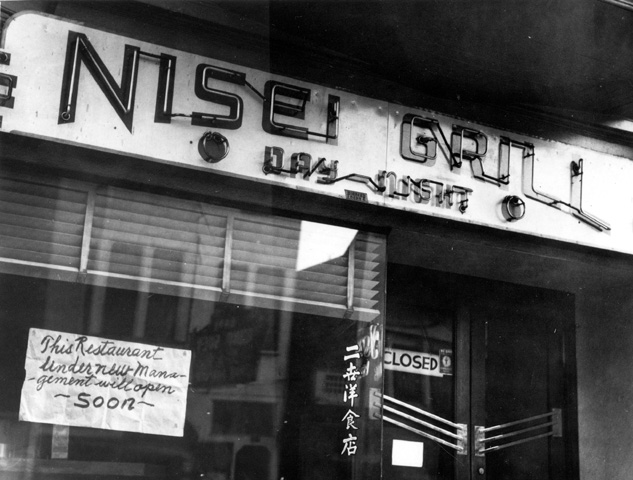 NISEI GRILL
DAY NIGHT
This Restaurant
Under new Mana-
gement will open
~SOON~
CLOSED
二世洋食店